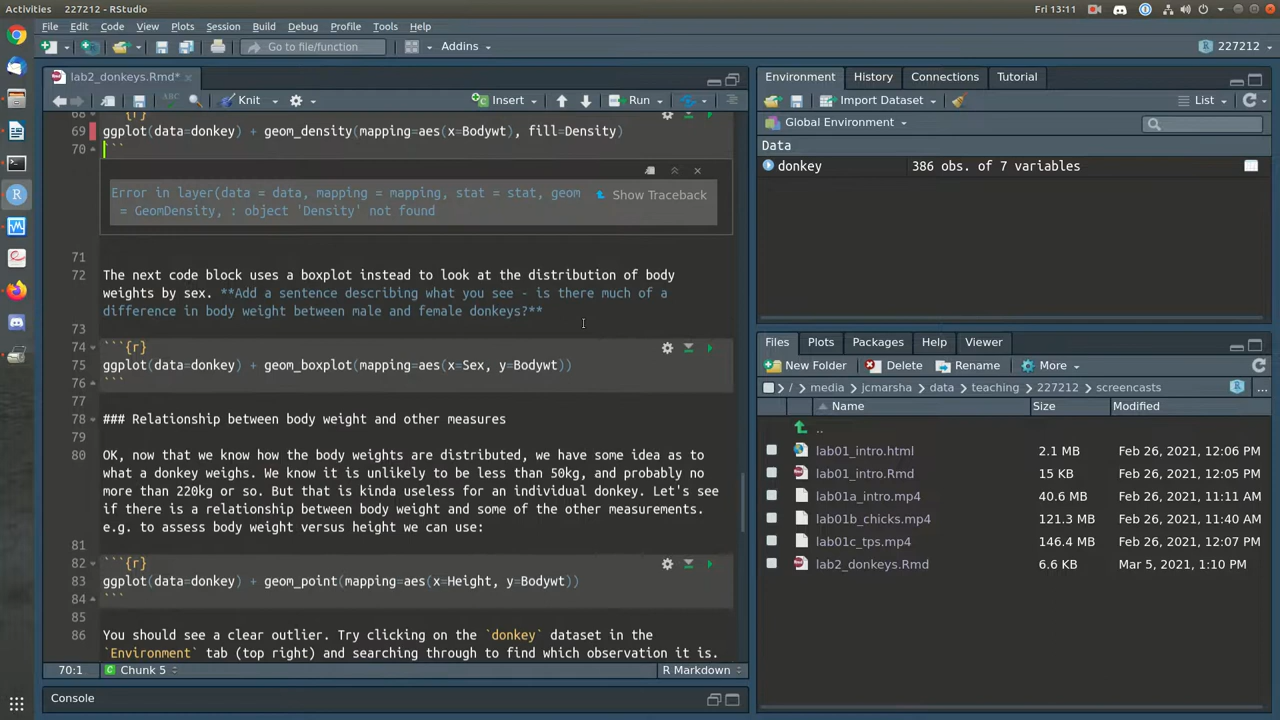 Activities 227212 - RStudio Fri 13:11
File Edit Code View Plots Session Build Debug Profile Tools Help
Go to file/function Addins 227212
lab2_donkeys.Rmd*
Knit Insert Run
68 ```{r}
69 ggplot(data=donkey) + geom_density(mapping=aes(x=Bodywt), fill=Density)
70 ```
Error in layer(data = data, mapping = mapping, stat = stat, geom
= GeomDensity, : object 'Density' not found
Show Traceback
71
72 The next code block uses a boxplot instead to look at the distribution of body
weights by sex. **Add a sentence describing what you see - is there much of a
difference in body weight between male and female donkeys?**
73
74 ```{r}
75 ggplot(data=donkey) + geom_boxplot(mapping=aes(x=Sex, y=Bodywt))
76 ```
77
78 ### Relationship between body weight and other measures
79
80 OK, now that we know how the body weights are distributed, we have some idea as to
what a donkey weighs. We know it is unlikely to be less than 50kg, and probably no
more than 220kg or so. But that is kinda useless for an individual donkey. Let's see
if there is a relationship between body weight and some of the other measurements.
e.g. to assess body weight versus height we can use:
81
82 ```{r}
83 ggplot(data=donkey) + geom_point(mapping=aes(x=Height, y=Bodywt))
84 ```
85
86 You should see a clear outlier. Try clicking on the `donkey` dataset in the
`Environment` tab (top right) and searching through to find which observation it is.
70:1 Chunk 5 R Markdown
Console
Environment History Connections Tutorial
Import Dataset List
Global Environment
Data
donkey 386 obs. of 7 variables
Files Plots Packages Help Viewer
New Folder Delete Rename More
/ media jcmarsha data teaching 227212 screencasts ...
Name Size Modified
..
lab01_intro.html 2.1 MB Feb 26, 2021, 12:06 PM
lab01_intro.Rmd 15 KB Feb 26, 2021, 12:05 PM
lab01a_intro.mp4 40.6 MB Feb 26, 2021, 11:11 AM
lab01b_chicks.mp4 121.3 MB Feb 26, 2021, 11:40 AM
lab01c_tps.mp4 146.4 MB Feb 26, 2021, 12:07 PM
lab2_donkeys.Rmd 6.6 KB Mar 5, 2021, 1:10 PM